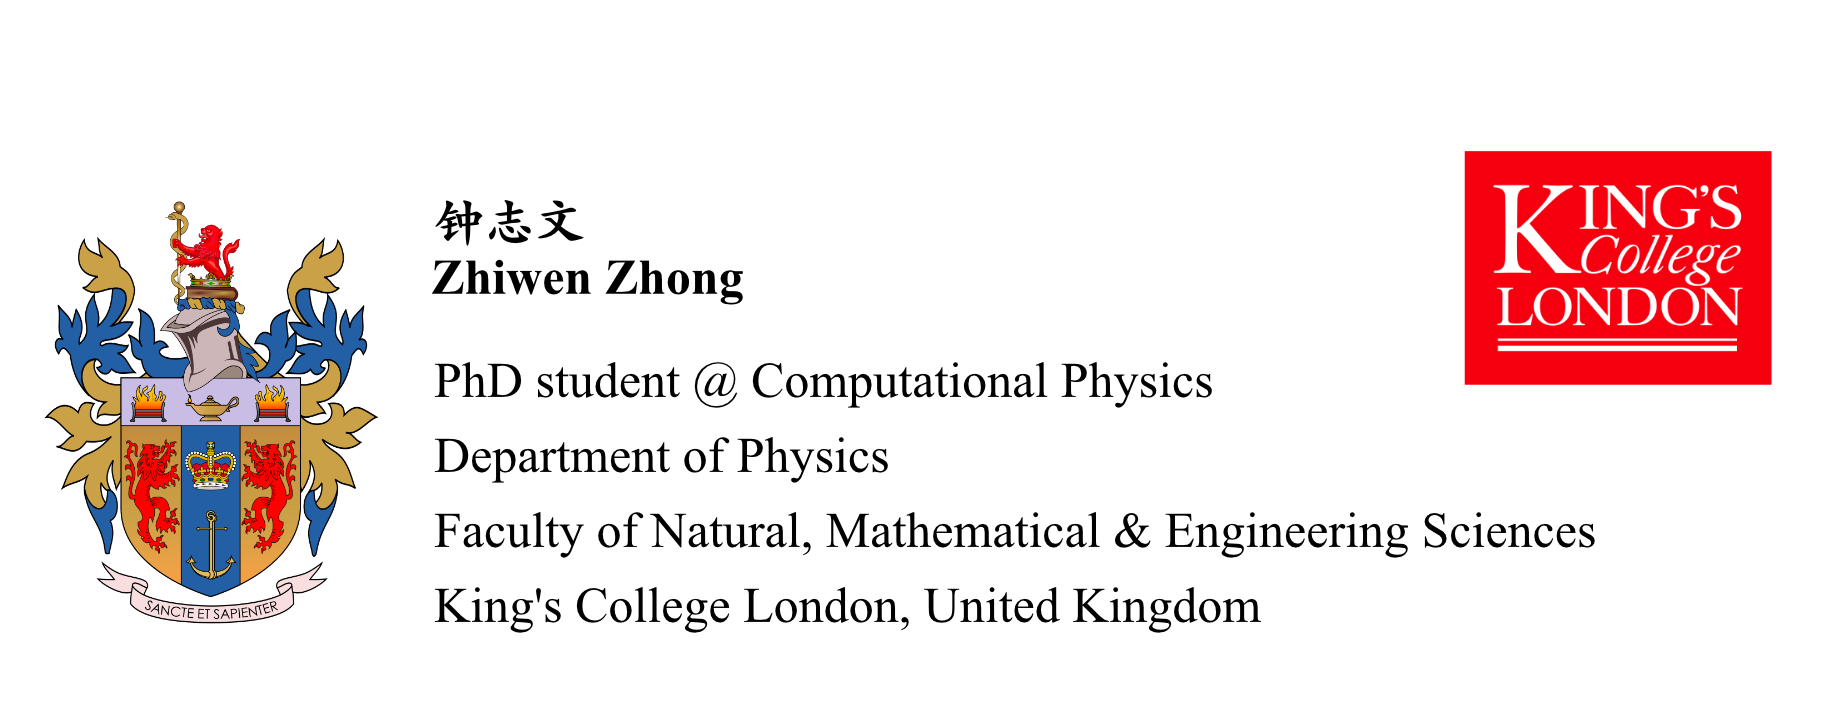 钟志文
Zhiwen Zhong
PhD student @ Computational Physics
Department of Physics
Faculty of Natural, Mathematical & Engineering Sciences
King's College London, United Kingdom
KING'S
College
LONDON
SANCTE ET SAPIENTER